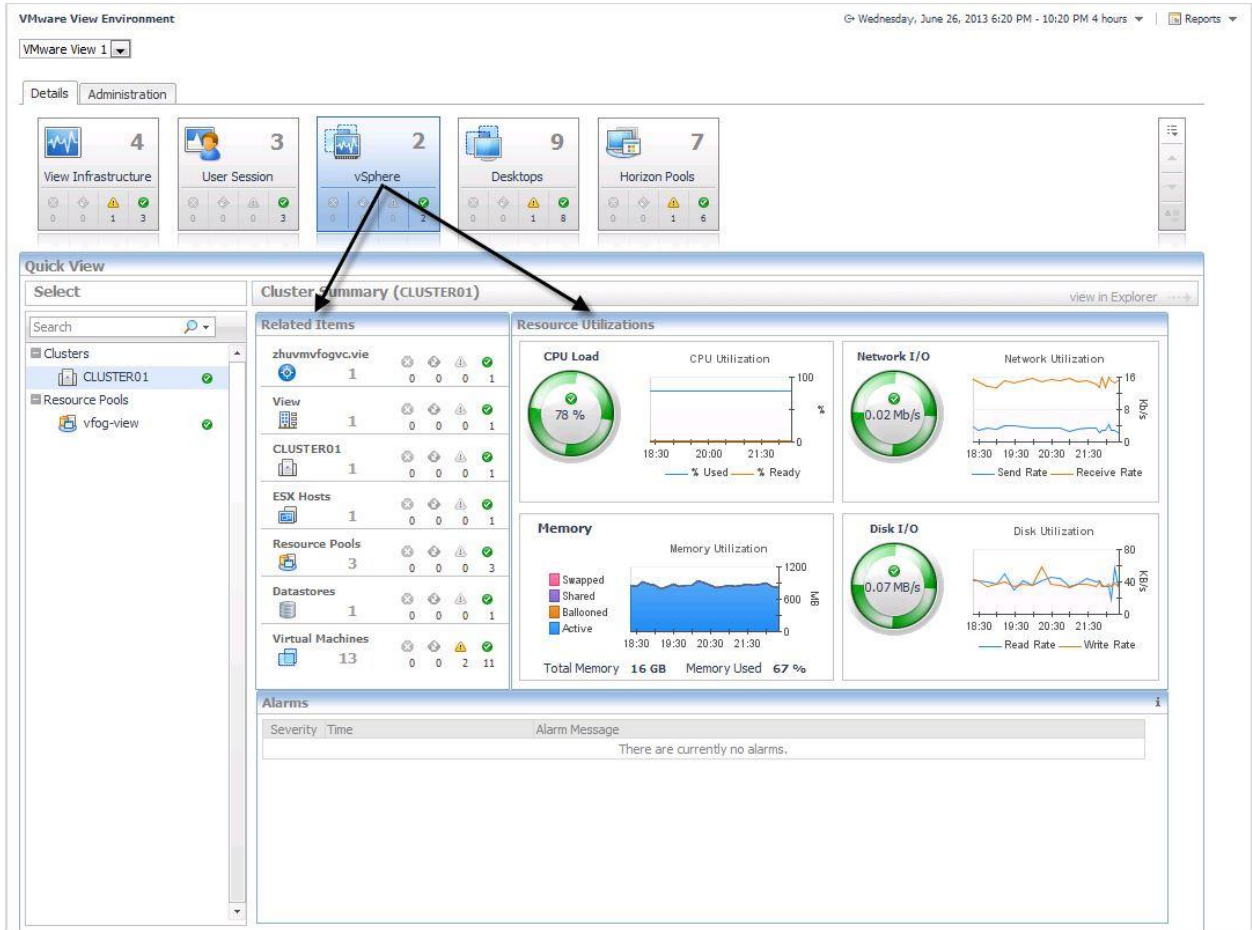 VMware View Environment
Wednesday, June 26, 2013 6:20 PM - 10:20 PM 4 hours
Reports
VMware View 1
Details
Administration
4
View Infrastructure
0 0 1 3
3
User Session
0 0 0 3
2
vSphere
0 0 0 2
9
Desktops
0 0 1 8
7
Horizon Pools
0 0 1 6
Quick View
Select
Search
Clusters
CLUSTER01
Resource Pools
vfog-view
Cluster Summary (CLUSTER01)
view in Explorer
Related Items
zhuvmvfogvc.vie
1 0 0 0 1
View
1 0 0 0 1
CLUSTER01
1 0 0 0 1
ESX Hosts
1 0 0 0 1
Resource Pools
3 0 0 0 3
Datastores
1 0 0 0 1
Virtual Machines
13 0 0 2 11
Resource Utilizations
CPU Load
78 %
CPU Utilization
100
%
0
18:30 20:00 21:30
% Used % Ready
Network I/O
0.02 Mb/s
Network Utilization
16
8
Kb/s
0
18:30 19:30 20:30 21:30
Send Rate Receive Rate
Memory
Memory Utilization
Swapped
Shared
Ballooned
Active
1200
600
MB
0
18:30 19:30 20:30 21:30
Total Memory 16 GB Memory Used 67 %
Disk I/O
0.07 MB/s
Disk Utilization
80
40
KB/s
0
18:30 19:30 20:30 21:30
Read Rate Write Rate
Alarms
i
Severity Time Alarm Message
There are currently no alarms.